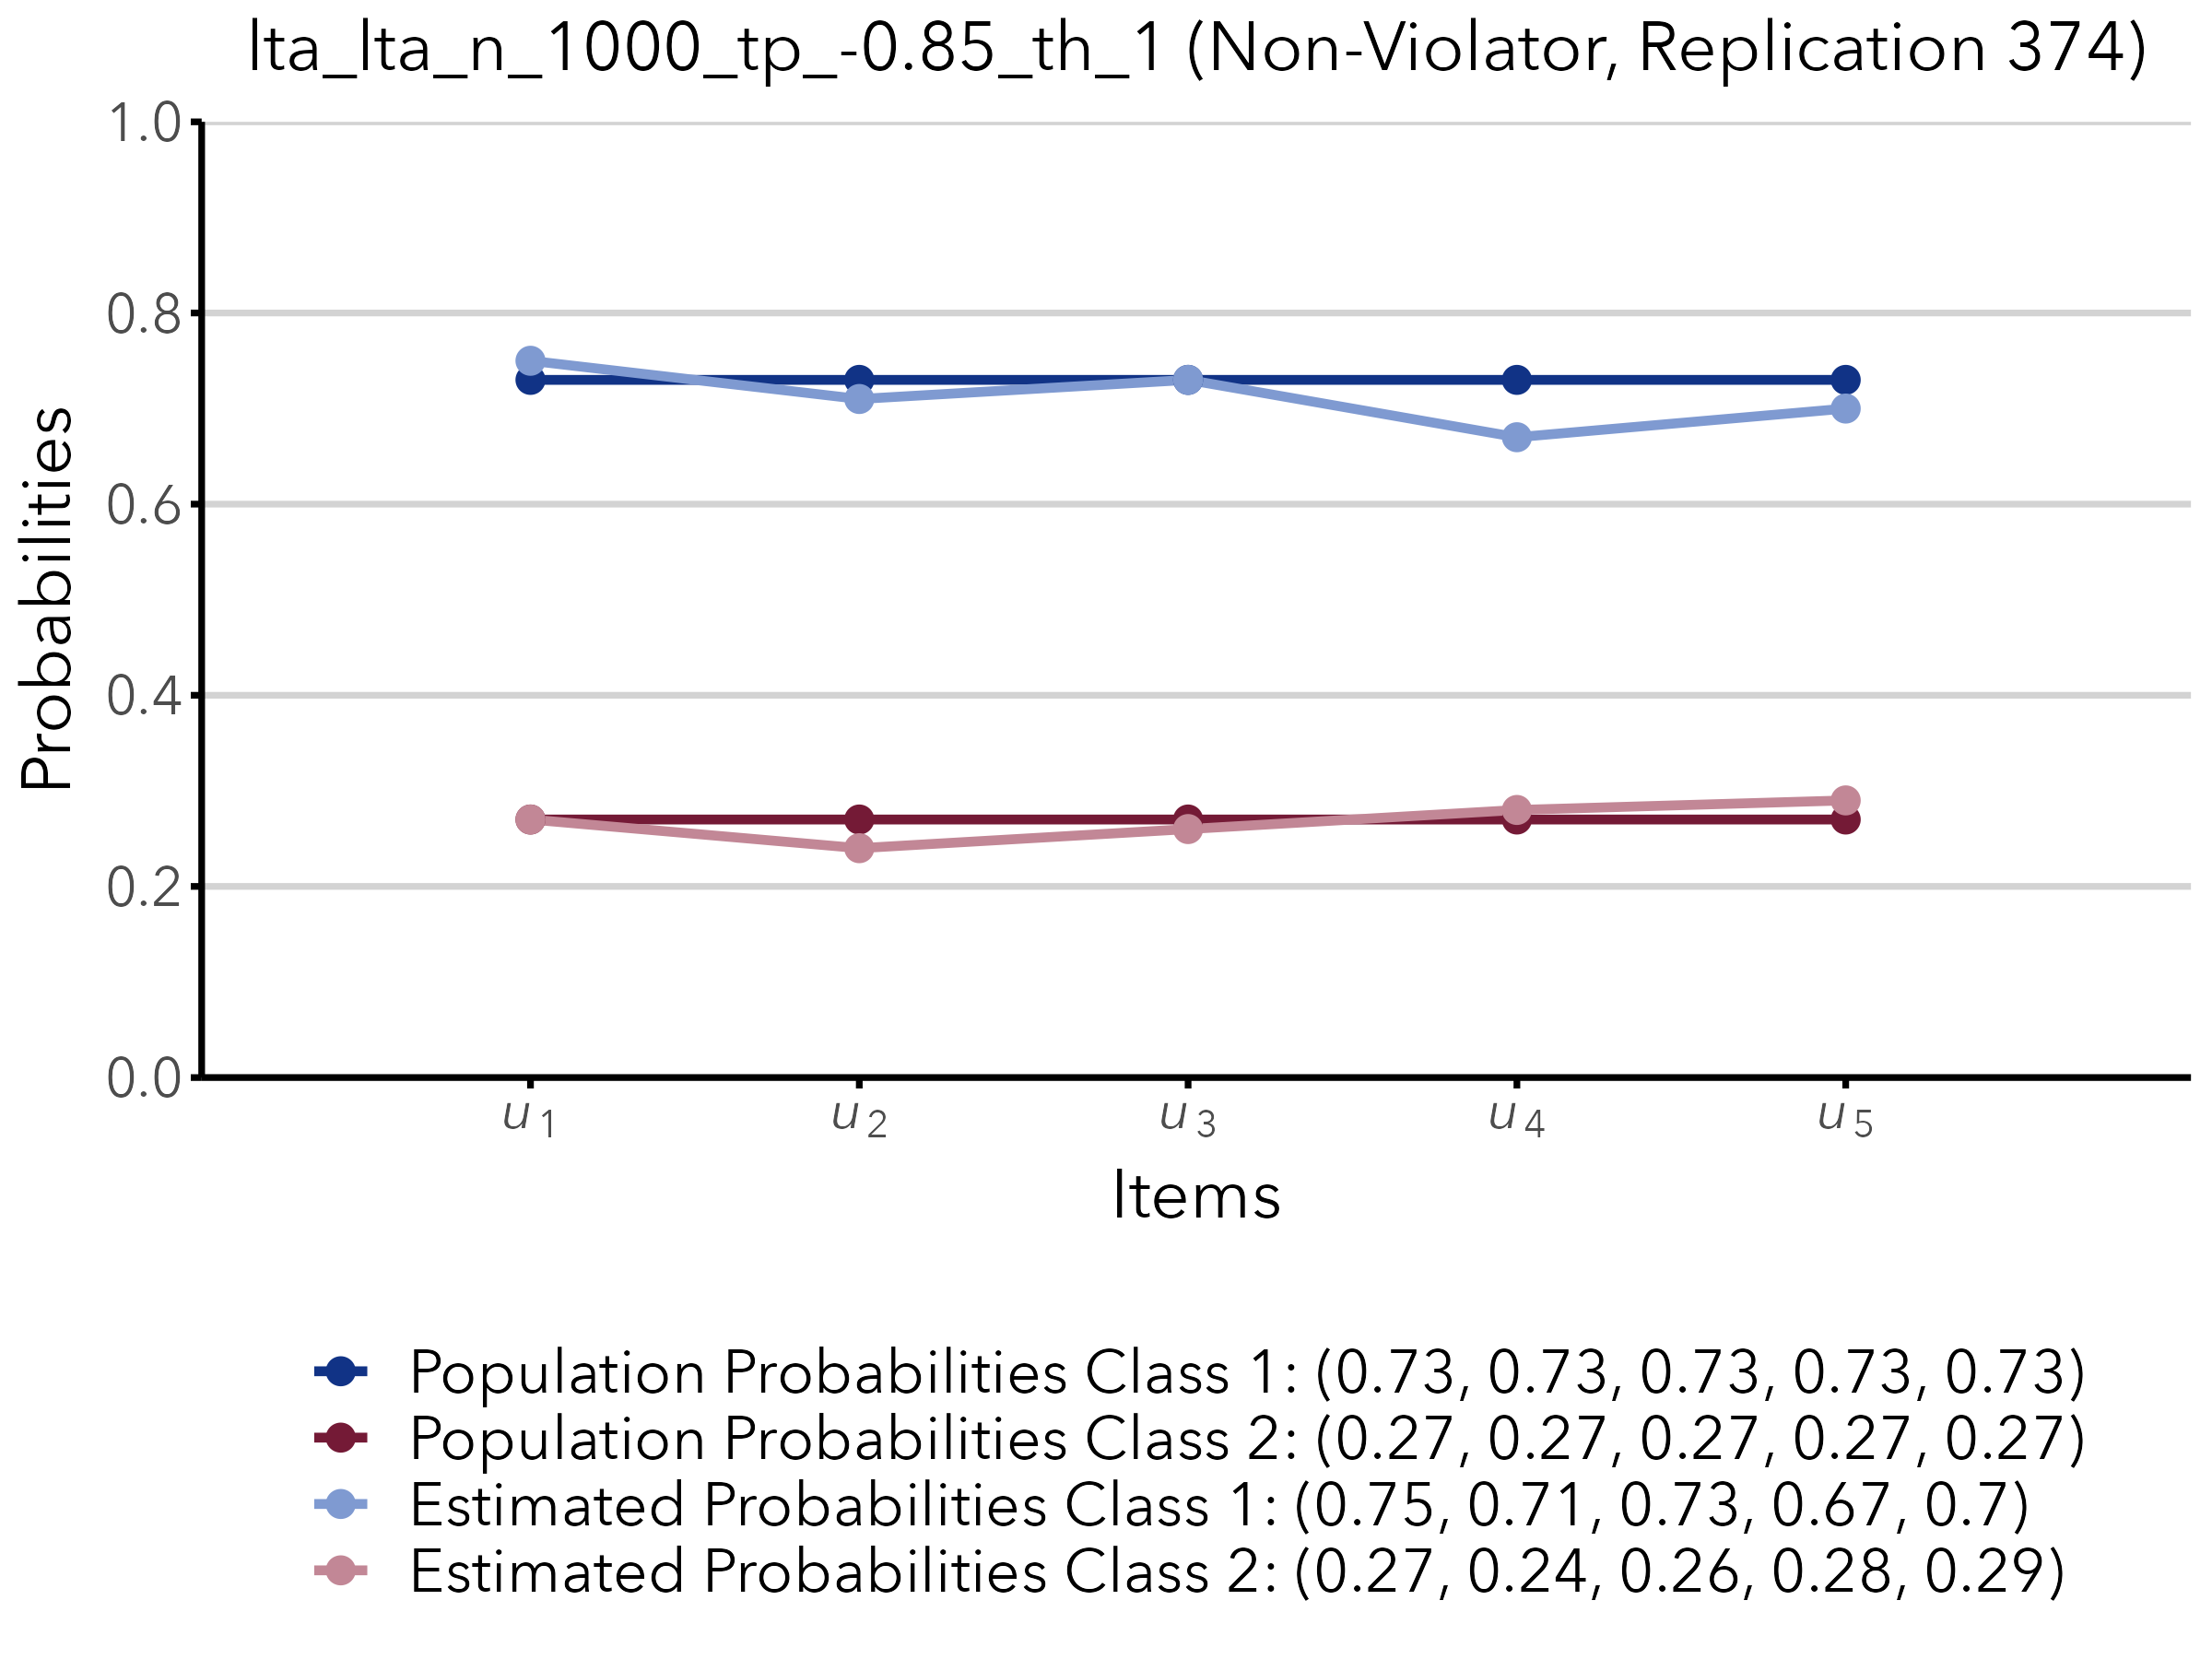 lta_lta_n_1000_tp_-0.85_th_1 (Non-Violator, Replication 374)
1.0
0.8
0.6
0.4
0.2
0.0
Probabilities
u1 u2 u3 u4 u5
Items
Population Probabilities Class 1: (0.73, 0.73, 0.73, 0.73, 0.73)
Population Probabilities Class 2: (0.27, 0.27, 0.27, 0.27, 0.27)
Estimated Probabilities Class 1: (0.75, 0.71, 0.73, 0.67, 0.7)
Estimated Probabilities Class 2: (0.27, 0.24, 0.26, 0.28, 0.29)